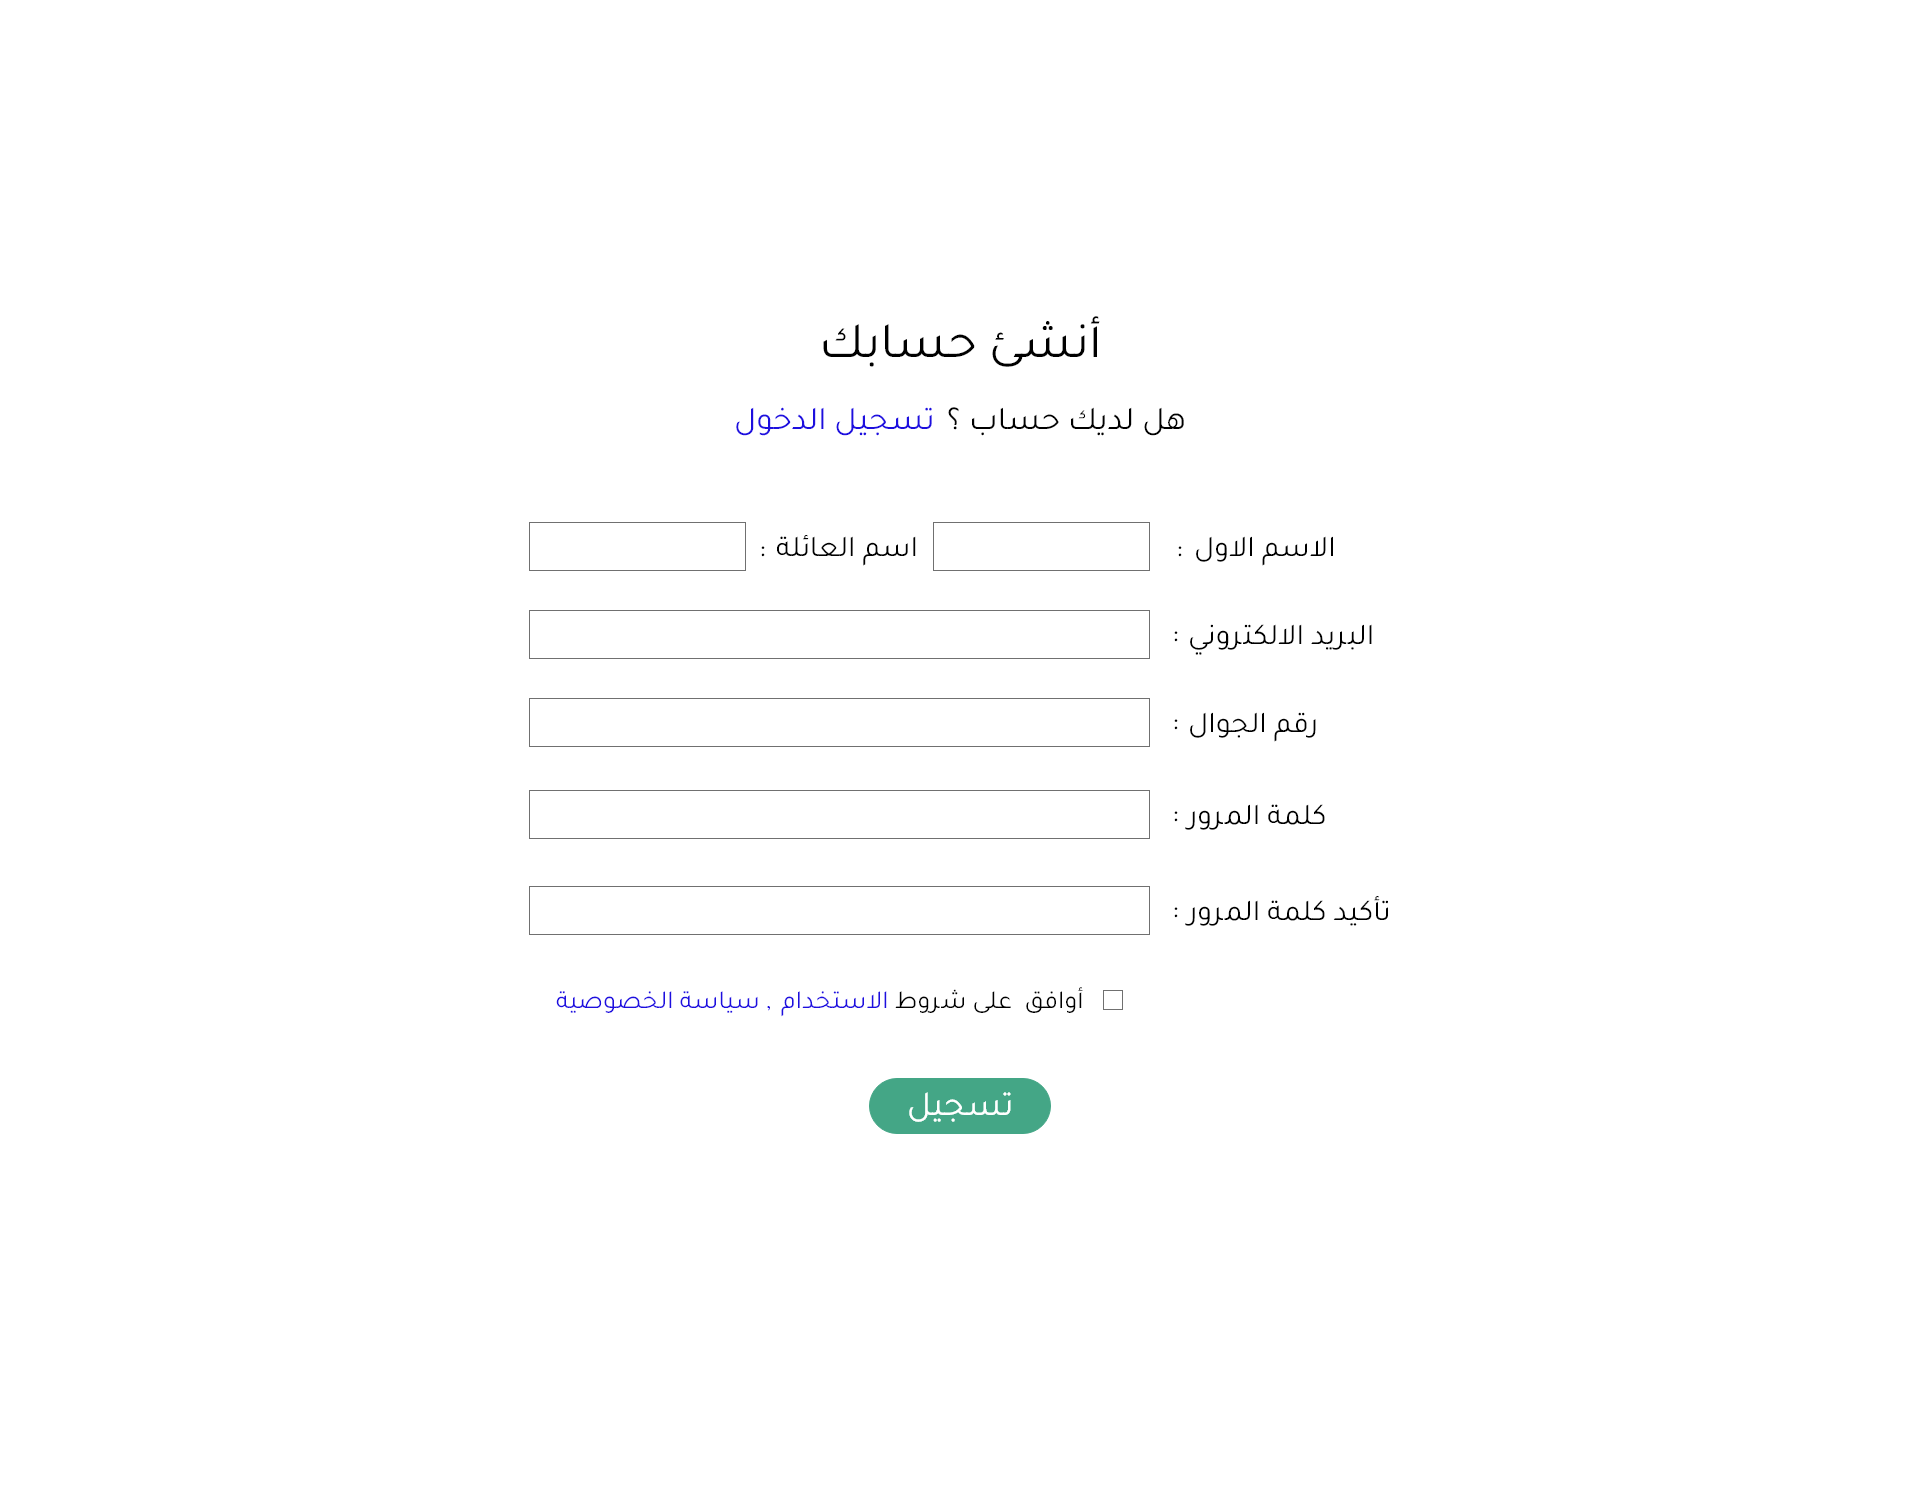 أنشئ حسابك
هل لديك حساب ؟ تسجيل الدخول
الاسم الاول : اسم العائلة :
البريد الالكتروني :
رقم الجوال :
كلمة المرور :
تأكيد كلمة المرور :
أوافق على شروط الاستخدام , سياسة الخصوصية
تسجيل